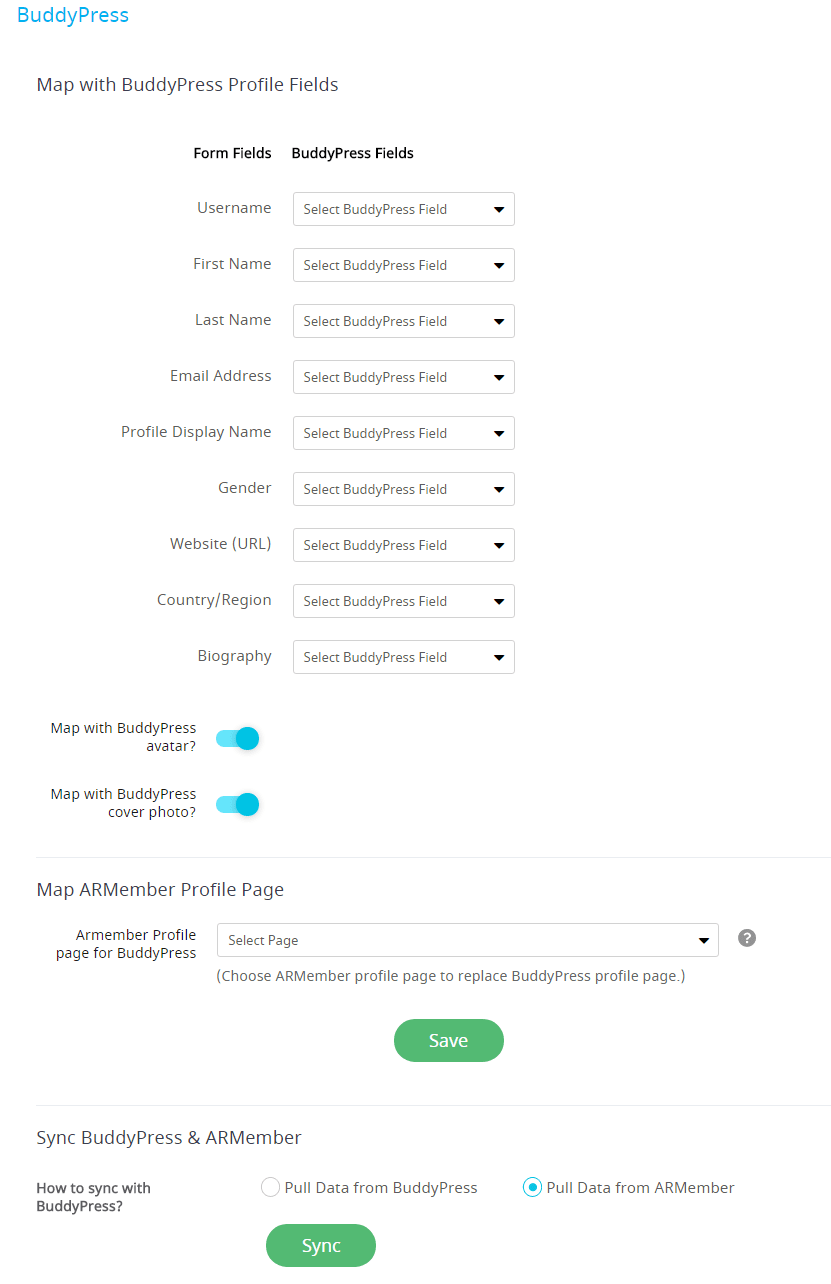 BuddyPress
Map with BuddyPress Profile Fields
Form Fields BuddyPress Fields
Username Select BuddyPress Field
First Name Select BuddyPress Field
Last Name Select BuddyPress Field
Email Address Select BuddyPress Field
Profile Display Name Select BuddyPress Field
Gender Select BuddyPress Field
Website (URL) Select BuddyPress Field
Country/Region Select BuddyPress Field
Biography Select BuddyPress Field
Map with BuddyPress
avatar?
Map with BuddyPress
cover photo?
Map ARMember Profile Page
Armember Profile
page for BuddyPress
Select Page ?
(Choose ARMember profile page to replace BuddyPress profile page.)
Save
Sync BuddyPress & ARMember
How to sync with
BuddyPress?
Pull Data from BuddyPress Pull Data from ARMember
Sync